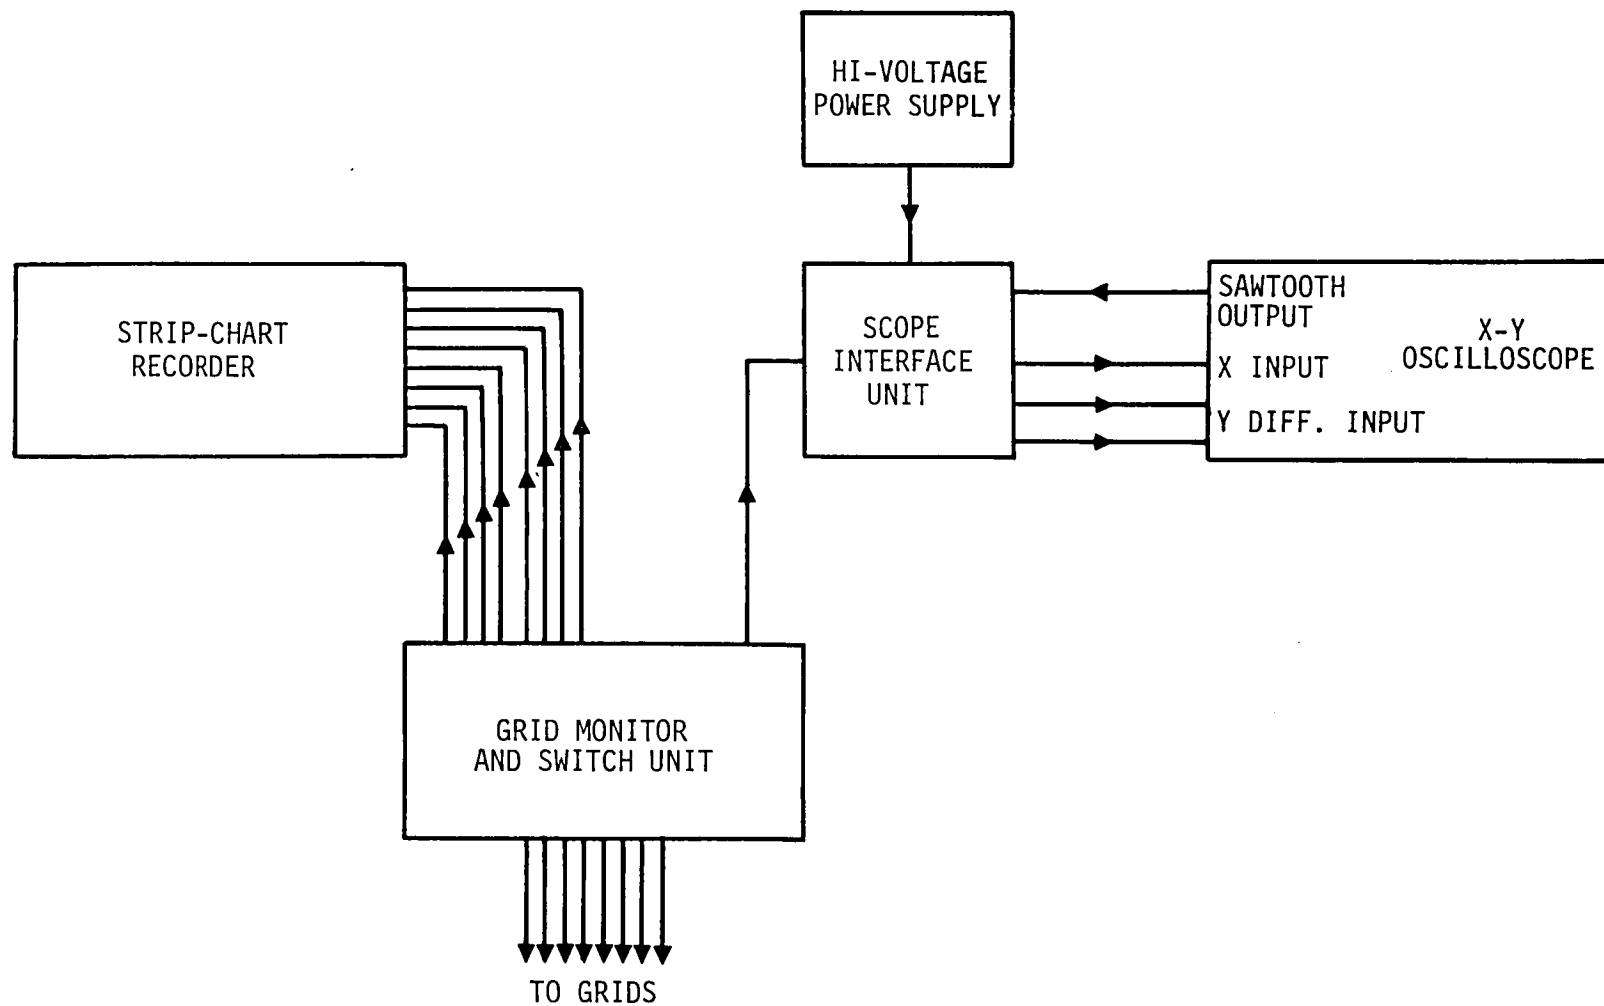 HI-VOLTAGE
POWER SUPPLY
STRIP-CHART
RECORDER
SCOPE
INTERFACE
UNIT
SAWTOOTH
OUTPUT
X INPUT
Y DIFF. INPUT
X-Y
OSCILLOSCOPE
GRID MONITOR
AND SWITCH UNIT
TO GRIDS